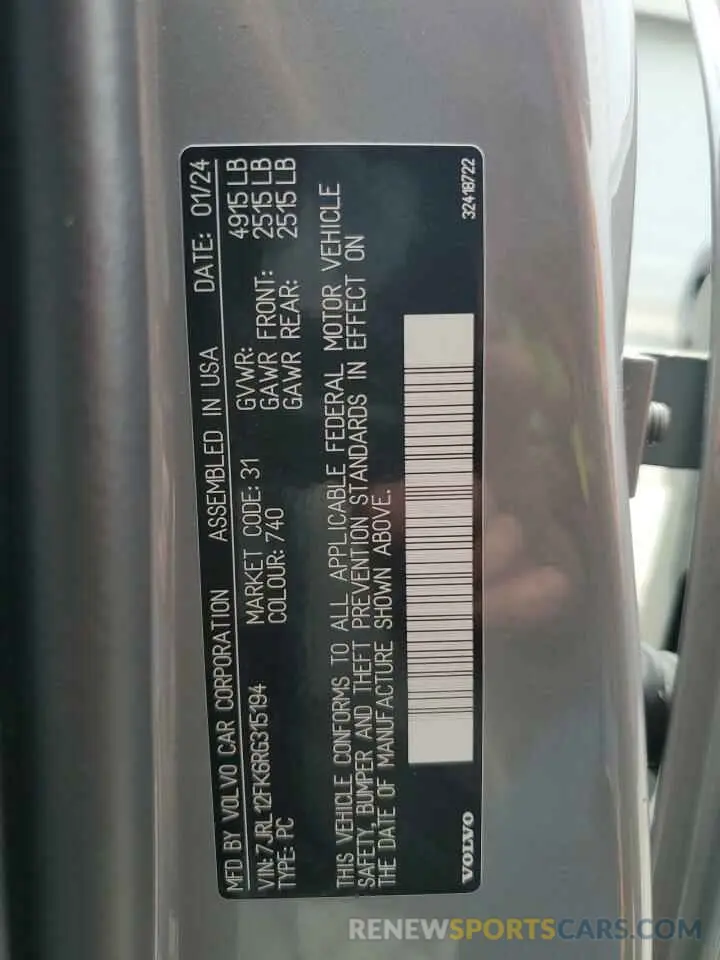 MFD BY VOLVO CAR CORPORATION ASSEMBLED IN USA DATE: 01/24
VIN: 7JRL12FK6RG315194 MARKET CODE: 31 GVWR: 4915 LB
TYPE: PC COLOUR: 740 GAWR FRONT: 2515 LB
GAWR REAR: 2515 LB
THIS VEHICLE CONFORMS TO ALL APPLICABLE FEDERAL MOTOR VEHICLE
SAFETY, BUMPER AND THEFT PREVENTION STANDARDS IN EFFECT ON
THE DATE OF MANUFACTURE SHOWN ABOVE.
VOLVO 32418722
RENEWSPORTSCARS.COM